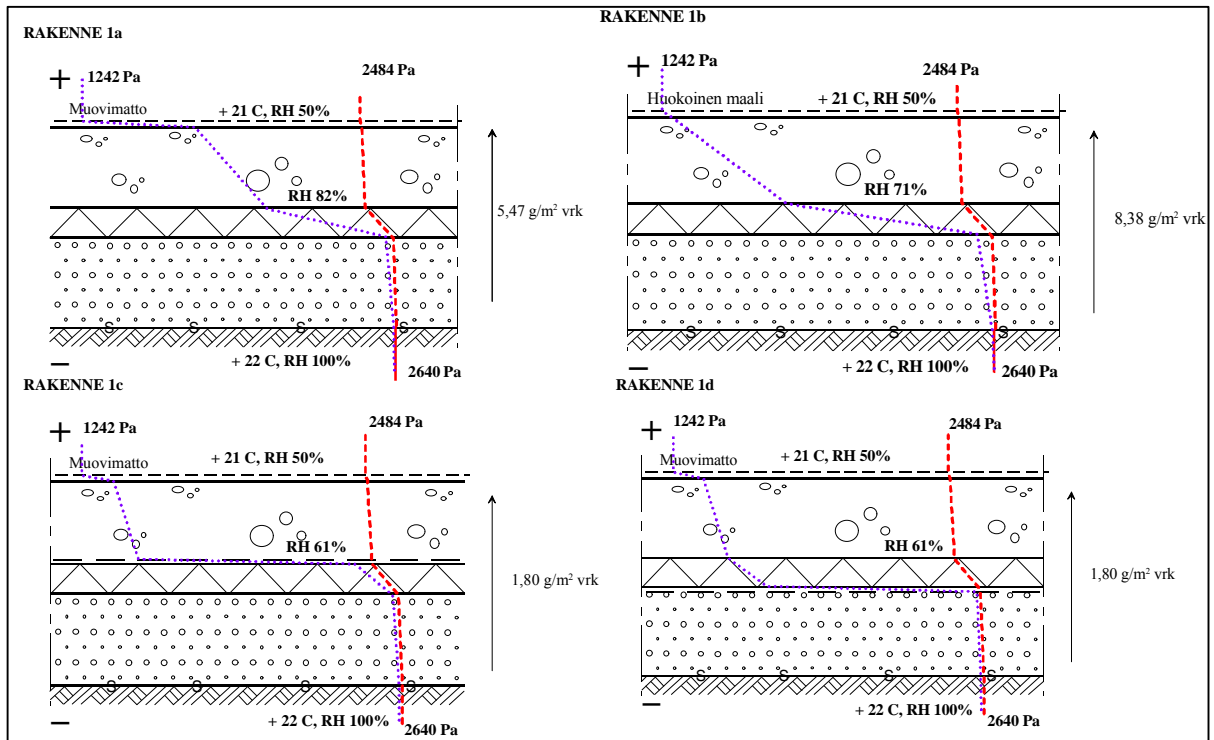 RAKENNE 1a
+
1242 Pa
2484 Pa
Muovimatto
+ 21 C, RH 50%
RH 82%
5,47 g/m² vrk
S S S S
+ 22 C, RH 100%
–
2640 Pa
RAKENNE 1b
+
1242 Pa
2484 Pa
Huokoinen maali
+ 21 C, RH 50%
RH 71%
8,38 g/m² vrk
S S S S
+ 22 C, RH 100%
–
2640 Pa
RAKENNE 1c
+
1242 Pa
2484 Pa
Muovimatto
+ 21 C, RH 50%
RH 61%
1,80 g/m² vrk
S S S S
+ 22 C, RH 100%
–
2640 Pa
RAKENNE 1d
+
1242 Pa
2484 Pa
Muovimatto
+ 21 C, RH 50%
RH 61%
1,80 g/m² vrk
S S S S
+ 22 C, RH 100%
–
2640 Pa